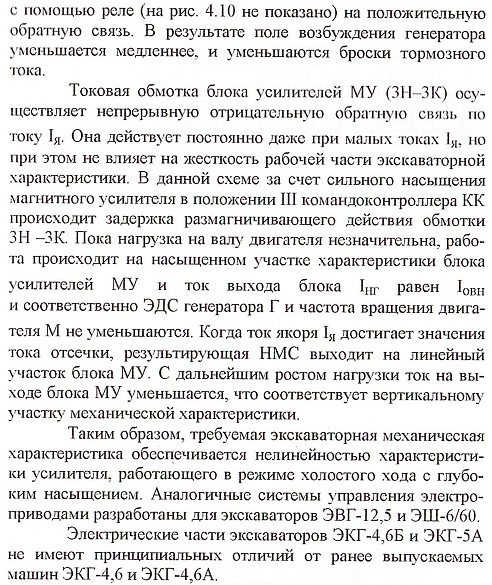 с помощью реле (на рис. 4.10 не показано) на положительную
обратную связь. В результате поле возбуждения генератора
уменьшается медленнее, и уменьшаются броски тормозного
тока.
Токовая обмотка блока усилителей МУ (3Н–3К) осу-
ществляет непрерывную отрицательную обратную связь по
току Iя. Она действует постоянно даже при малых токах Iя, но
при этом не влияет на жесткость рабочей части экскаваторной
характеристики. В данной схеме за счет сильного насыщения
магнитного усилителя в положении III командоконтроллера КК
происходит задержка размагничивающего действия обмотки
3Н –3К. Пока нагрузка на валу двигателя незначительна, рабо-
та происходит на насыщенном участке характеристики блока
усилителей МУ и ток выхода блока IНГ равен IОВН
и соответственно ЭДС генератора Г и частота вращения двига-
теля М не уменьшаются. Когда ток якоря Iя достигает значения
тока отсечки, результирующая НМС выходит на линейный
участок блока МУ. С дальнейшим ростом нагрузки ток на вы-
ходе блока МУ уменьшается, что соответствует вертикальному
участку механической характеристики.
Таким образом, требуемая экскаваторная механическая
характеристика обеспечивается нелинейностью характеристи-
ки усилителя, работающего в режиме холостого хода с глубо-
ким насыщением. Аналогичные системы управления электро-
приводами разработаны для экскаваторов ЭВГ-12,5 и ЭШ-6/60.
Электрические части экскаваторов ЭКГ-4,6Б и ЭКГ-5А
не имеют принципиальных отличий от ранее выпускаемых
машин ЭКГ-4,6 и ЭКГ-4,6А.